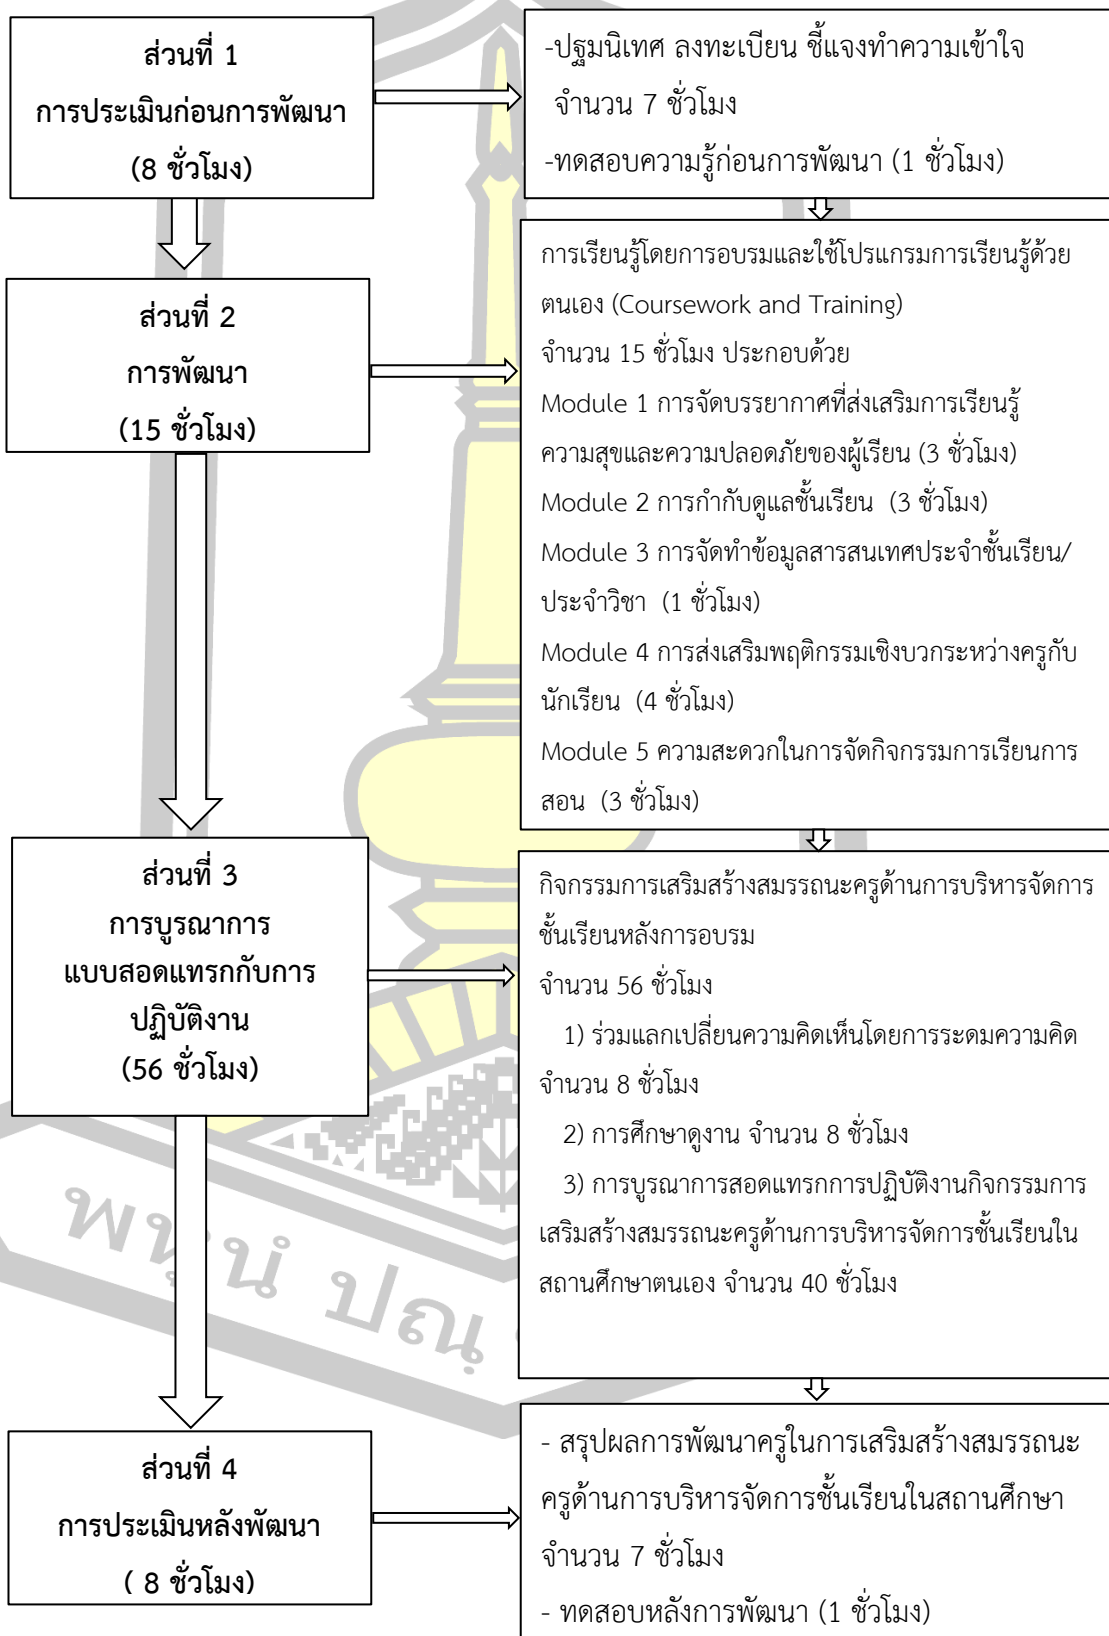 ส่วนที่ 1
การประเมินก่อนการพัฒนา
(8 ชั่วโมง)
-ปฐมนิเทศ ลงทะเบียน ชี้แจงทำความเข้าใจ
จำนวน 7 ชั่วโมง
-ทดสอบความรู้ก่อนการพัฒนา (1 ชั่วโมง)
ส่วนที่ 2
การพัฒนา
(15 ชั่วโมง)
การเรียนรู้โดยการอบรมและใช้โปรแกรมการเรียนรู้ด้วย
ตนเอง (Coursework and Training)
จำนวน 15 ชั่วโมง ประกอบด้วย
Module 1 การจัดบรรยากาศที่ส่งเสริมการเรียนรู้
ความสุขและความปลอดภัยของผู้เรียน (3 ชั่วโมง)
Module 2 การกำกับดูแลชั้นเรียน (3 ชั่วโมง)
Module 3 การจัดทำข้อมูลสารสนเทศประจำชั้นเรียน/
ประจำวิชา (1 ชั่วโมง)
Module 4 การส่งเสริมพฤติกรรมเชิงบวกระหว่างครูกับ
นักเรียน (4 ชั่วโมง)
Module 5 ความสะดวกในการจัดกิจกรรมการเรียนการ
สอน (3 ชั่วโมง)
ส่วนที่ 3
การบูรณาการ
แบบสอดแทรกกับการ
ปฏิบัติงาน
(56 ชั่วโมง)
กิจกรรมการเสริมสร้างสมรรถนะครูด้านการบริหารจัดการ
ชั้นเรียนหลังการอบรม
จำนวน 56 ชั่วโมง
1) ร่วมแลกเปลี่ยนความคิดเห็นโดยการระดมความคิด
จำนวน 8 ชั่วโมง
2) การศึกษาดูงาน จำนวน 8 ชั่วโมง
3) การบูรณาการสอดแทรกการปฏิบัติงานกิจกรรมการ
เสริมสร้างสมรรถนะครูด้านการบริหารจัดการชั้นเรียนใน
สถานศึกษาตนเอง จำนวน 40 ชั่วโมง
พหุนํ ปณฺ
ส่วนที่ 4
การประเมินหลังพัฒนา
( 8 ชั่วโมง)
- สรุปผลการพัฒนาครูในการเสริมสร้างสมรรถนะ
ครูด้านการบริหารจัดการชั้นเรียนในสถานศึกษา
จำนวน 7 ชั่วโมง
- ทดสอบหลังการพัฒนา (1 ชั่วโมง)